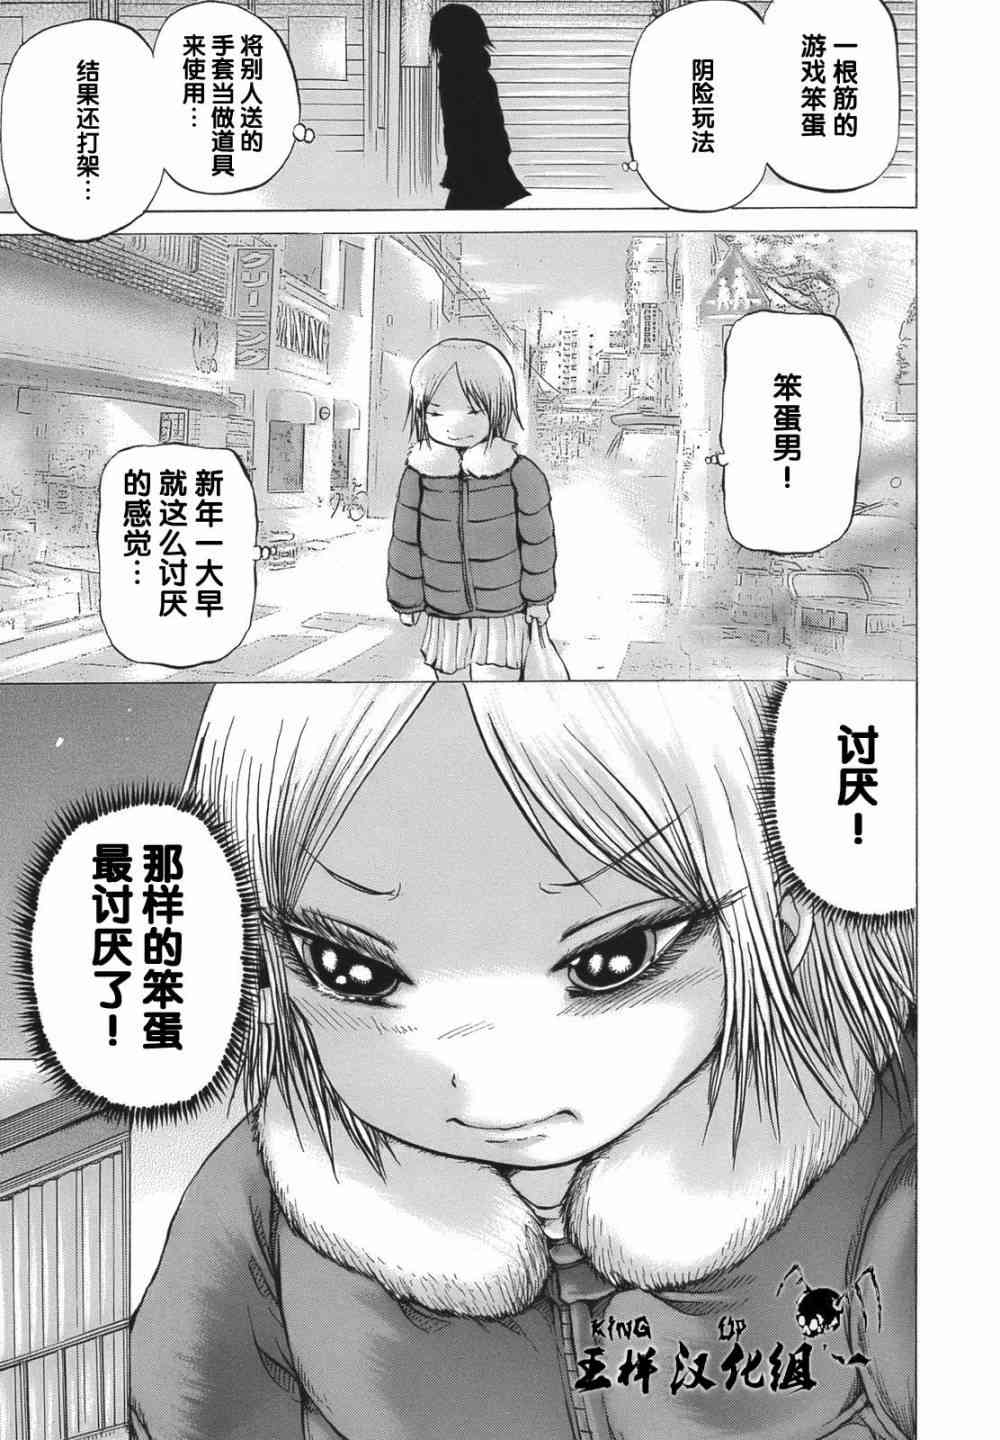 一根筋的
游戏笨蛋
阴险玩法
将别人送的
手套当做道具
来使用…
结果还打架…
クリーニング
笨蛋男！
新年一大早
就这么讨厌
的感觉…
讨厌！
那样的笨蛋
最讨厌了！
KING
王样汉化组